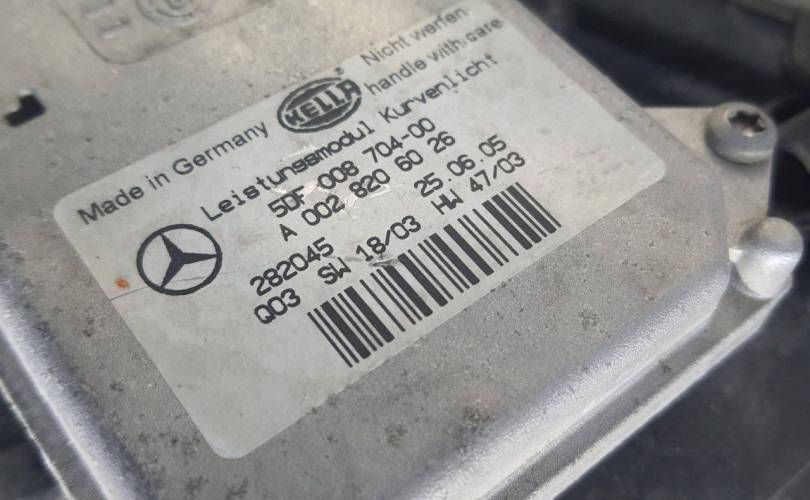 Made in Germany
HELLA
®
Nicht werfen
handle with care
Leistungsmodul Kurvenlicht
5DF 008 704-00
A 002 820 60 26
282045 25.06.05
Q03 SW 18/03 HW 47/03